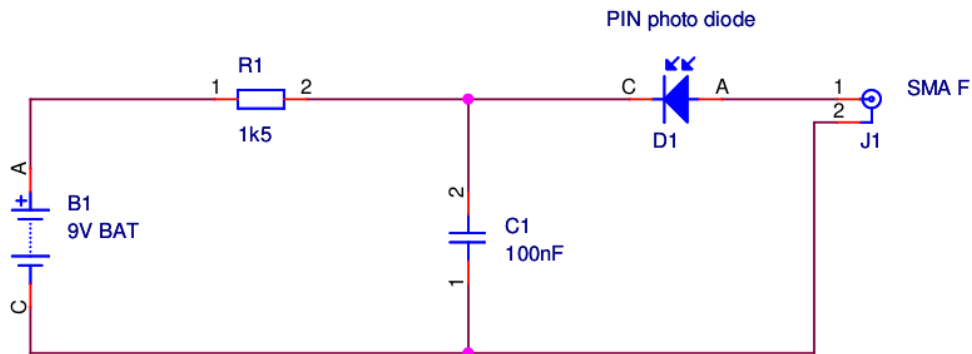 PIN photo diode
R1
1
2
C
A
1
SMA F
2
1k5
D1
J1
A
+
B1
9V BAT
2
C1
100nF
1
C